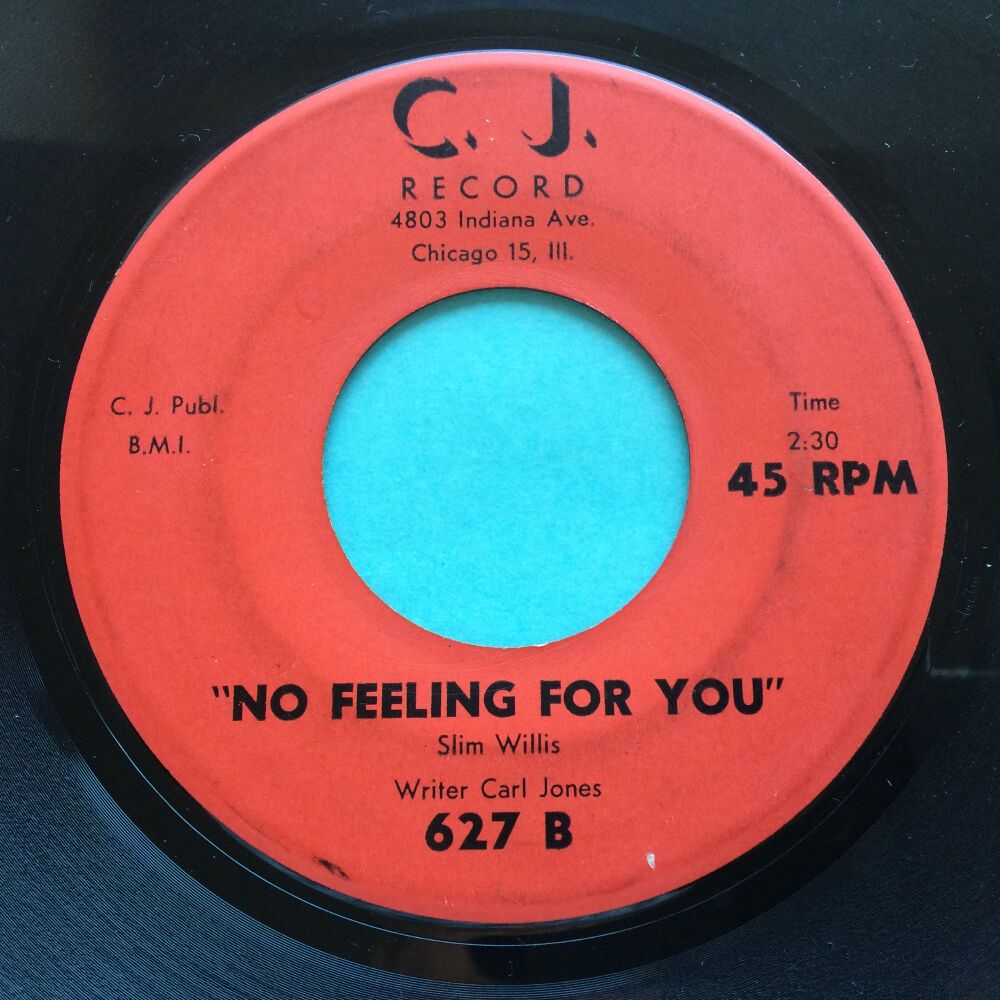 C. J.
RECORD
4803 Indiana Ave.
Chicago 15, Ill.
C. J. Publ.
B.M.I.
Time
2:30
45 RPM
"NO FEELING FOR YOU"
Slim Willis
Writer Carl Jones
627 B